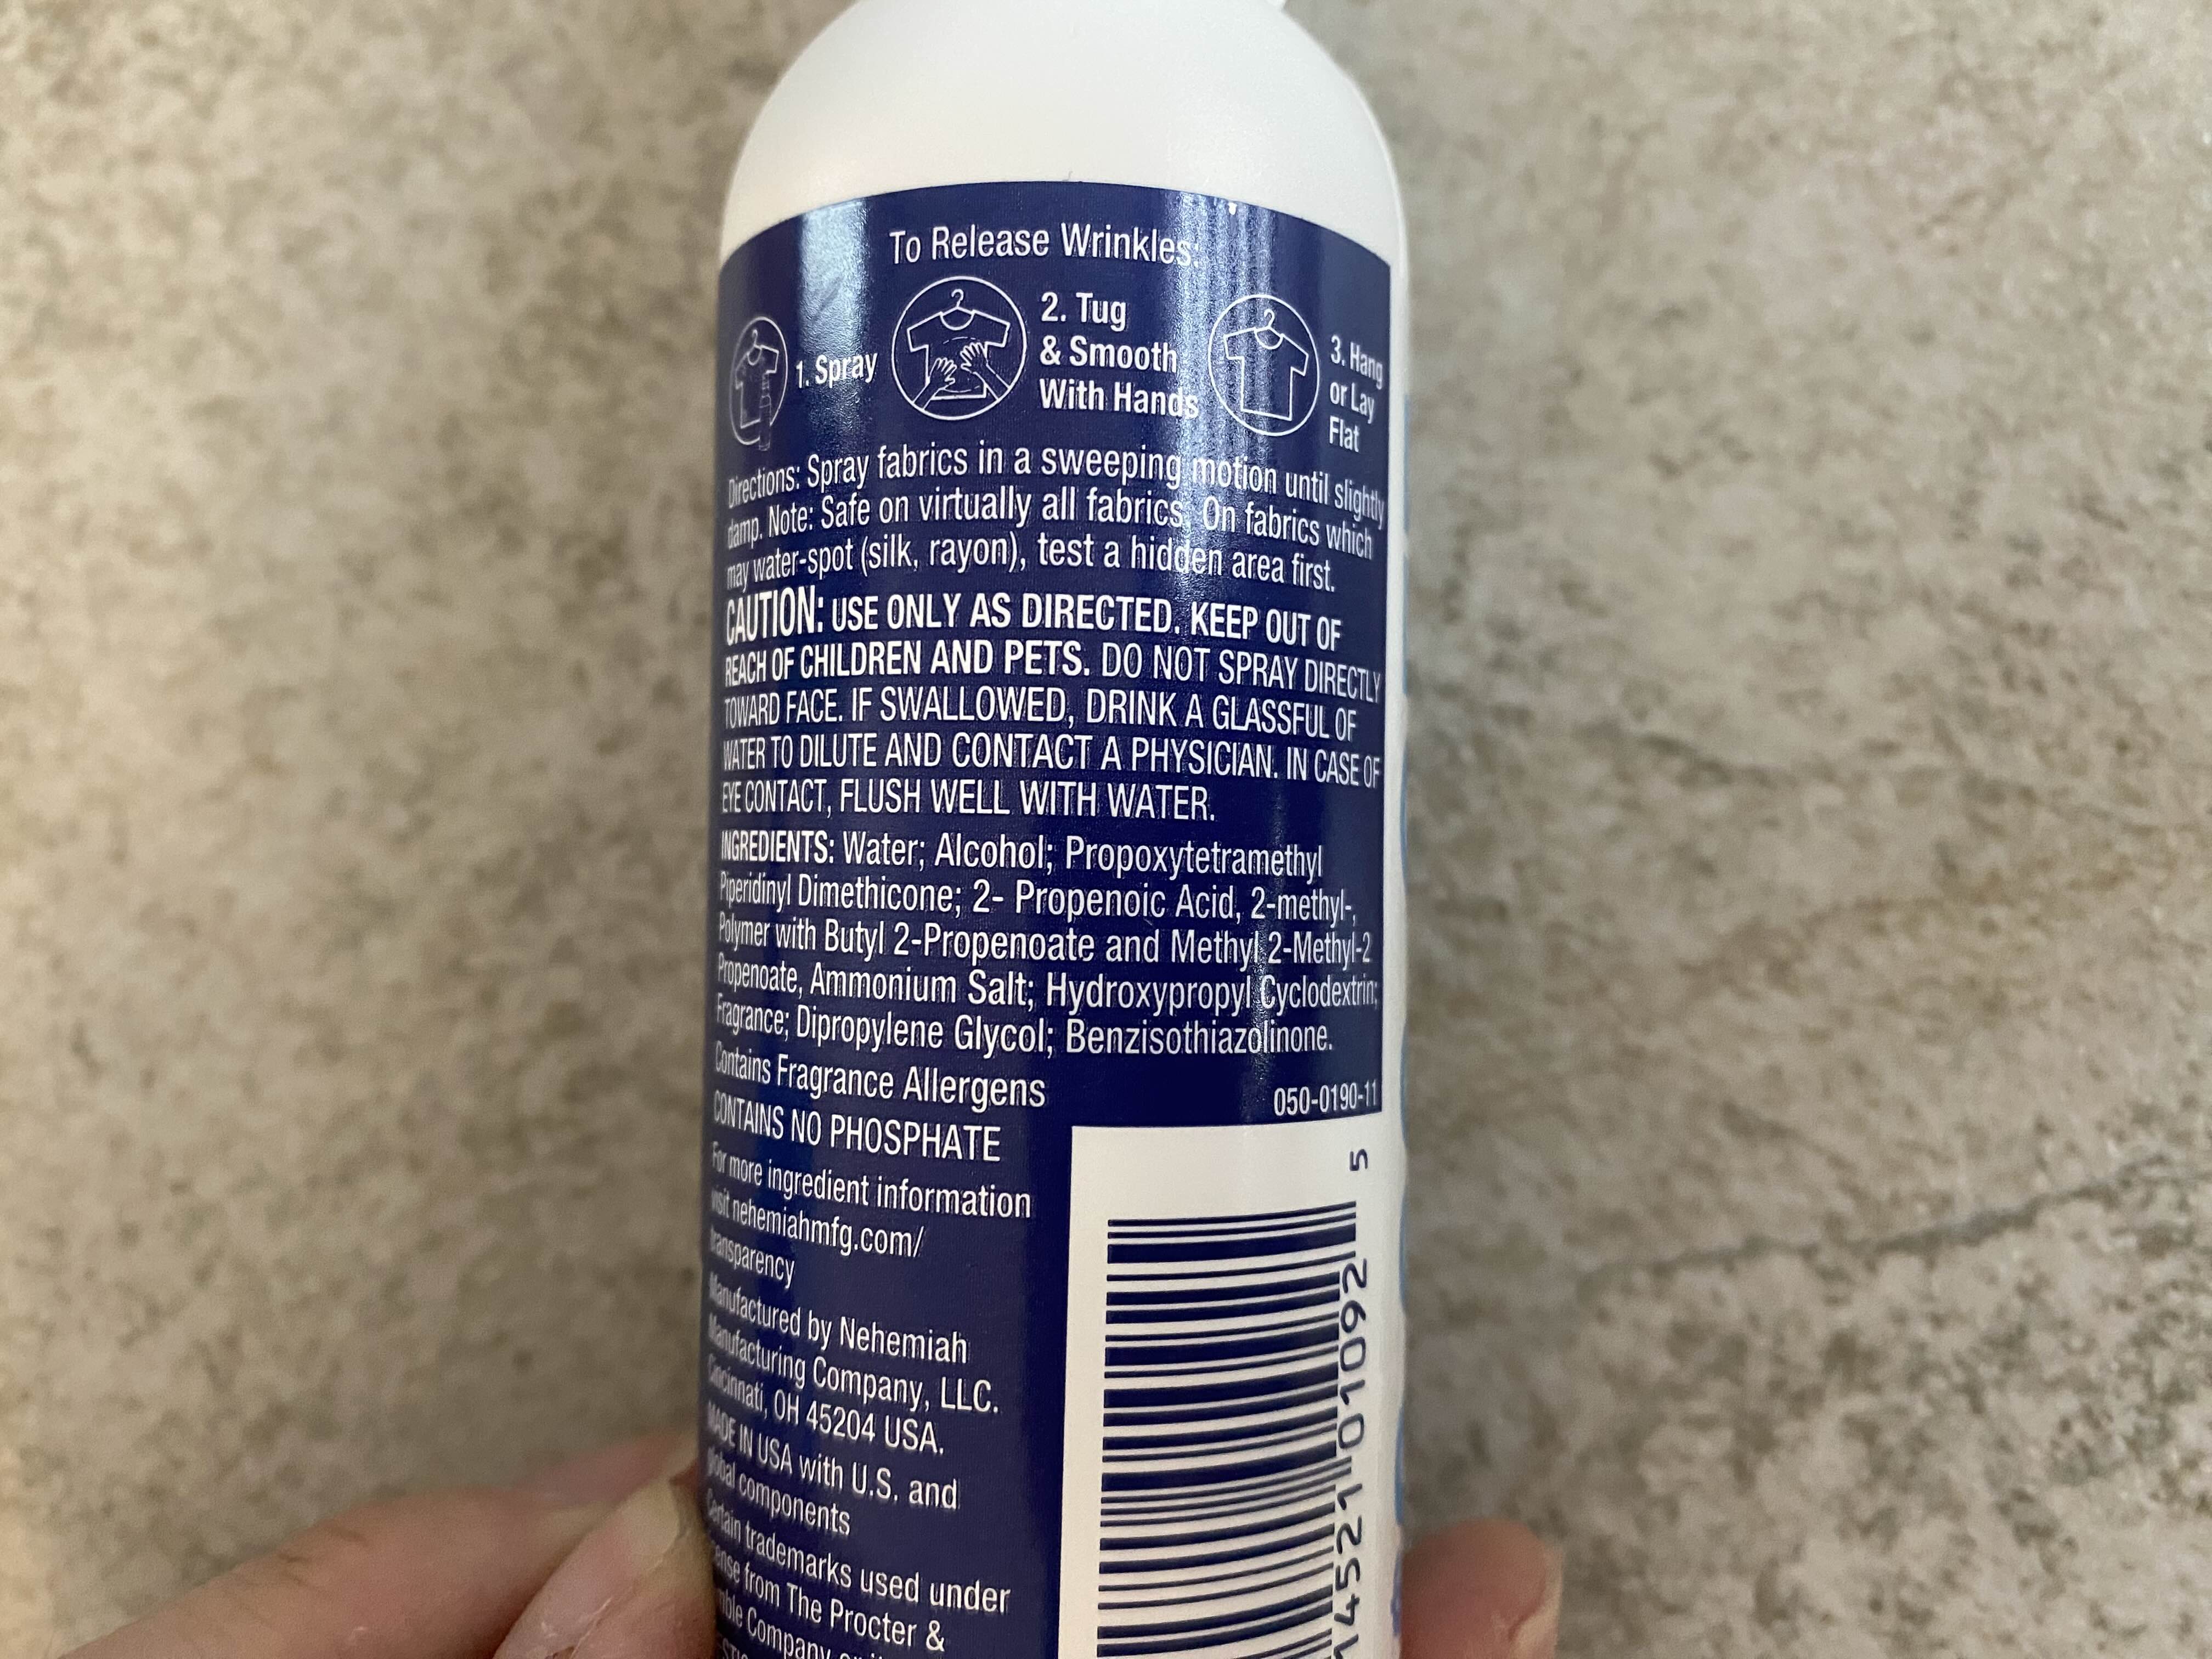 To Release Wrinkles:
1. Spray
2. Tug
& Smooth
With Hands
3. Hang
or Lay
Flat
Directions: Spray fabrics in a sweeping motion until slightly
damp. Note: Safe on virtually all fabrics. On fabrics which
may water-spot (silk, rayon), test a hidden area first.
CAUTION: USE ONLY AS DIRECTED. KEEP OUT OF
REACH OF CHILDREN AND PETS. DO NOT SPRAY DIRECTLY
TOWARD FACE. IF SWALLOWED, DRINK A GLASSFUL OF
WATER TO DILUTE AND CONTACT A PHYSICIAN. IN CASE OF
EYE CONTACT, FLUSH WELL WITH WATER.
INGREDIENTS: Water; Alcohol; Propoxytetramethyl
Piperidinyl Dimethicone; 2- Propenoic Acid, 2-methyl-,
Polymer with Butyl 2-Propenoate and Methyl 2-Methyl-2
Propenoate, Ammonium Salt; Hydroxypropyl Cyclodextrin;
Fragrance; Dipropylene Glycol; Benzisothiazolinone.
Contains Fragrance Allergens
050-0190-11
CONTAINS NO PHOSPHATE
For more ingredient information
visit nehemiahmfg.com/
transparency
Manufactured by Nehemiah
Manufacturing Company, LLC.
Cincinnati, OH 45204 USA.
MADE IN USA with U.S. and
global components
Certain trademarks used under
from The Procter &
Company or
14521 01092 5